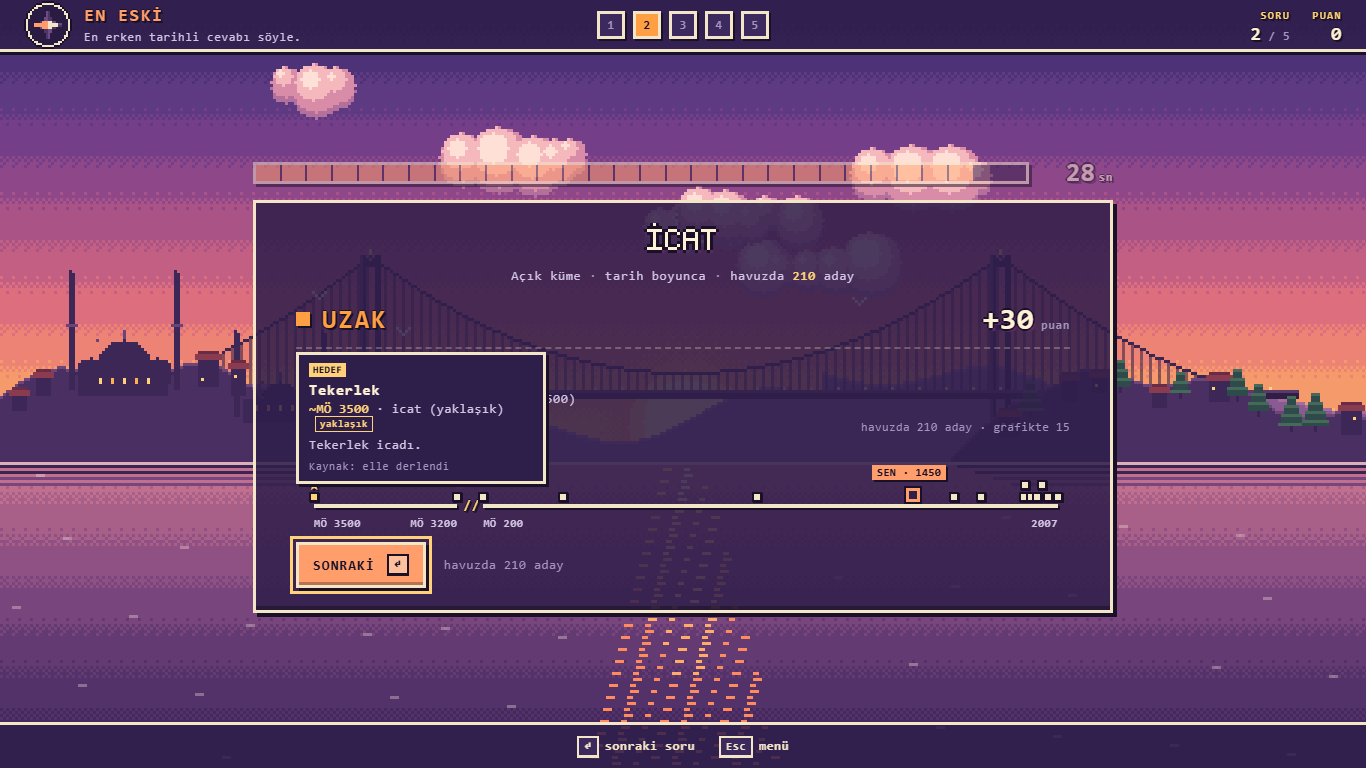 EN ESKİ
En erken tarihli cevabı söyle.
1 2 3 4 5
SORU PUAN
2 / 5 0
28 sn
İCAT
Açık küme · tarih boyunca · havuzda 210 aday
UZAK
+30 puan
HEDEF
Tekerlek
~MÖ 3500 · icat (yaklaşık)
yaklaşık
Tekerlek icadı.
Kaynak: elle derlendi
500)
havuzda 210 aday · grafikte 15
SEN · 1450
//
MÖ 3500 MÖ 3200 MÖ 200 2007
SONRAKİ ↵
havuzda 210 aday
↵ sonraki soru Esc menü